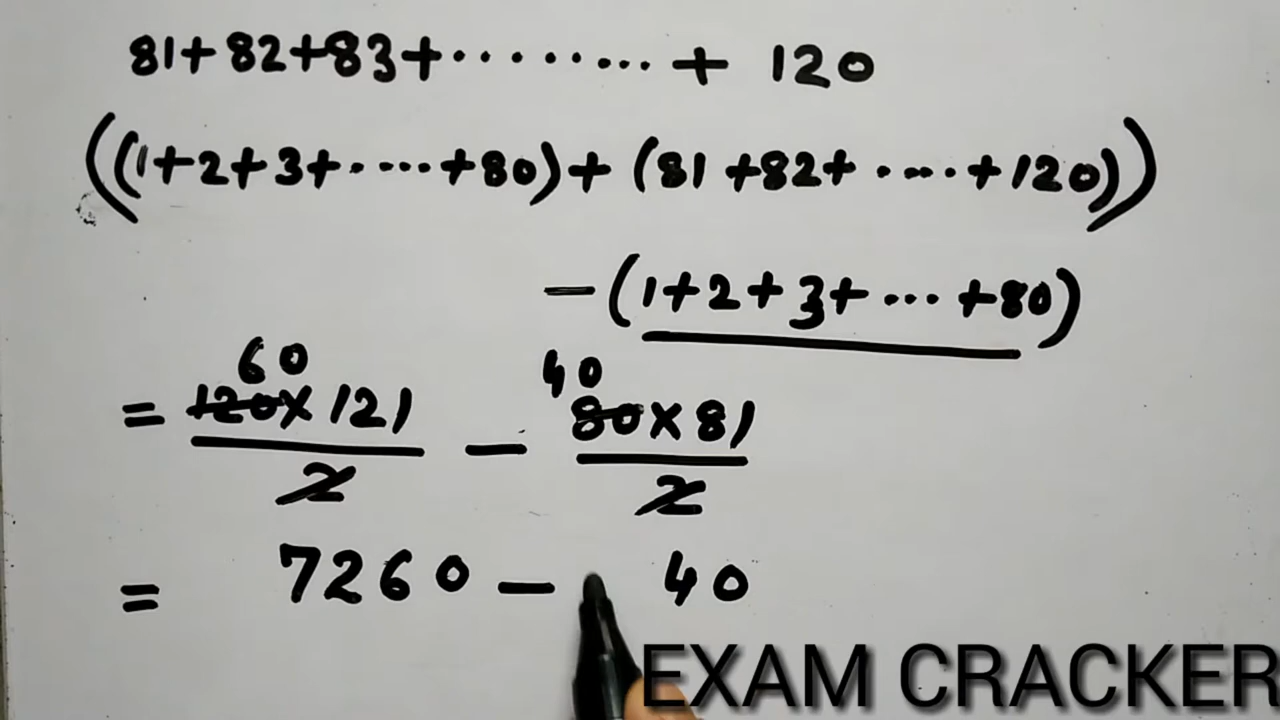 81+82+83+.........+ 120
((1+2+3+.....+80)+(81+82+.....+120))
-(1+2+3+...+80)
60 40
= 120×121/2 - 80×81/2
= 7260 - 40
EXAM CRACKER